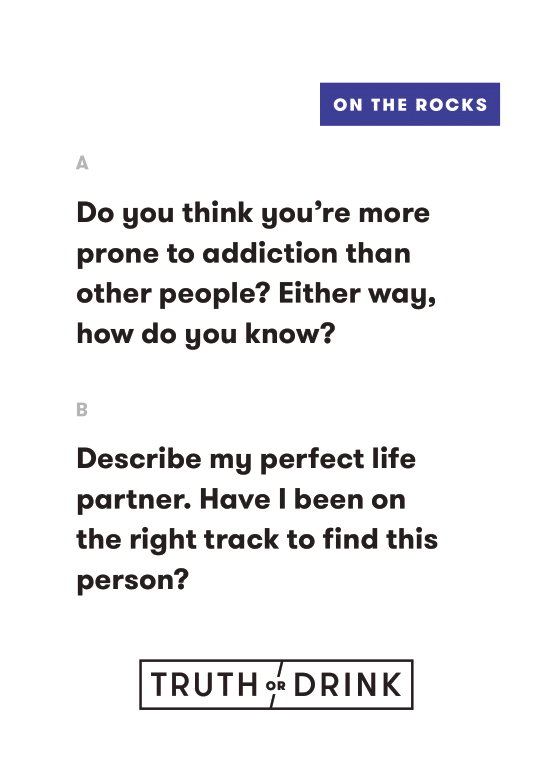 ON THE ROCKS
A
Do you think you’re more
prone to addiction than
other people? Either way,
how do you know?
B
Describe my perfect life
partner. Have I been on
the right track to find this
person?
TRUTH OR DRINK